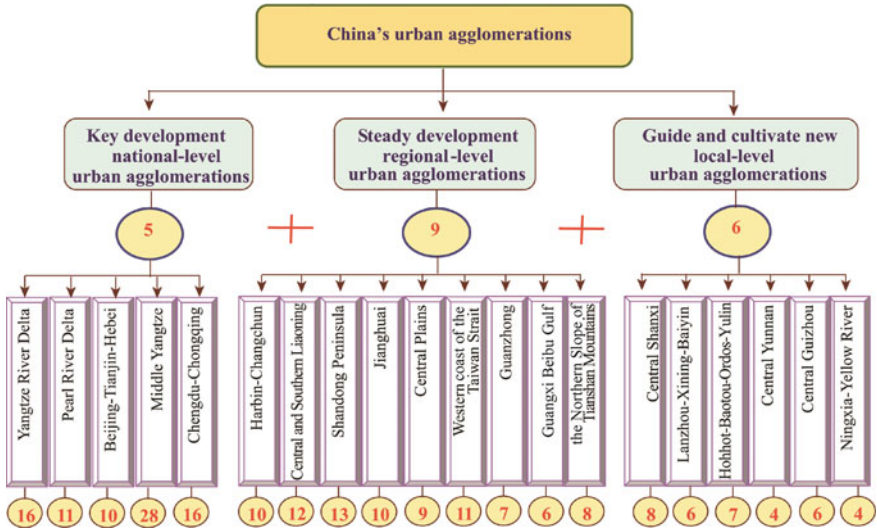 China's urban agglomerations
Key development
national-level
urban agglomerations
Steady development
regional-level
urban agglomerations
Guide and cultivate new
local-level
urban agglomerations
5
9
6
Yangtze River Delta
Pearl River Delta
Beijing-Tianjin-Hebei
Middle Yangtze
Chengdu-Chongqing
Harbin-Changchun
Central and Southern Liaoning
Shandong Peninsula
Jianghuai
Central Plains
Western coast of the
Taiwan Strait
Guanzhong
Guangxi Beibu Gulf
the Northern Slope of
Tianshan Mountains
Central Shanxi
Lanzhou-Xining-Baiyin
Hohhot-Baotou-Ordos-Yulin
Central Yunnan
Central Guizhou
Ningxia-Yellow River
16
11
10
28
16
10
12
13
10
9
11
7
6
8
8
6
7
4
6
4